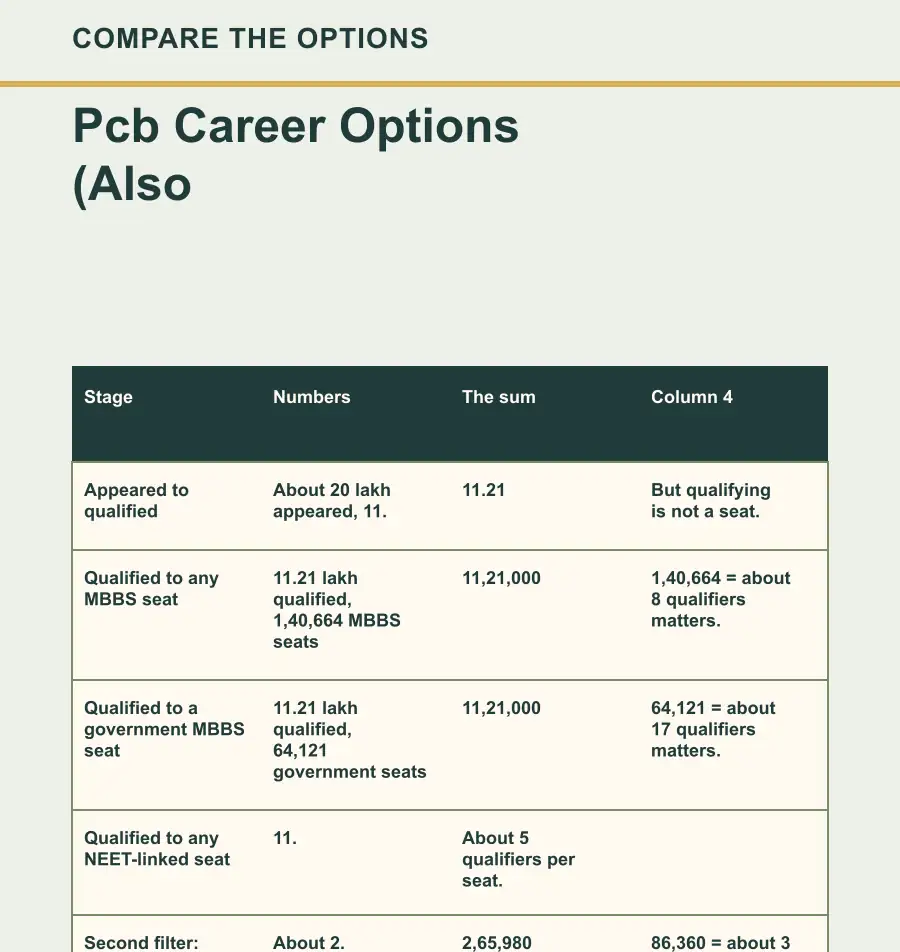 COMPARE THE OPTIONS
Pcb Career Options
(Also
Stage
Numbers
The sum
Column 4
Appeared to
qualified
About 20 lakh
appeared, 11.
11.21
But qualifying
is not a seat.
Qualified to any
MBBS seat
11.21 lakh
qualified,
1,40,664 MBBS
seats
11,21,000
1,40,664 = about
8 qualifiers
matters.
Qualified to a
government MBBS
seat
11.21 lakh
qualified,
64,121
government seats
11,21,000
64,121 = about
17 qualifiers
matters.
Qualified to any
NEET-linked seat
11.
About 5
qualifiers per
seat.
Second filter:
About 2.
2,65,980
86,360 = about 3